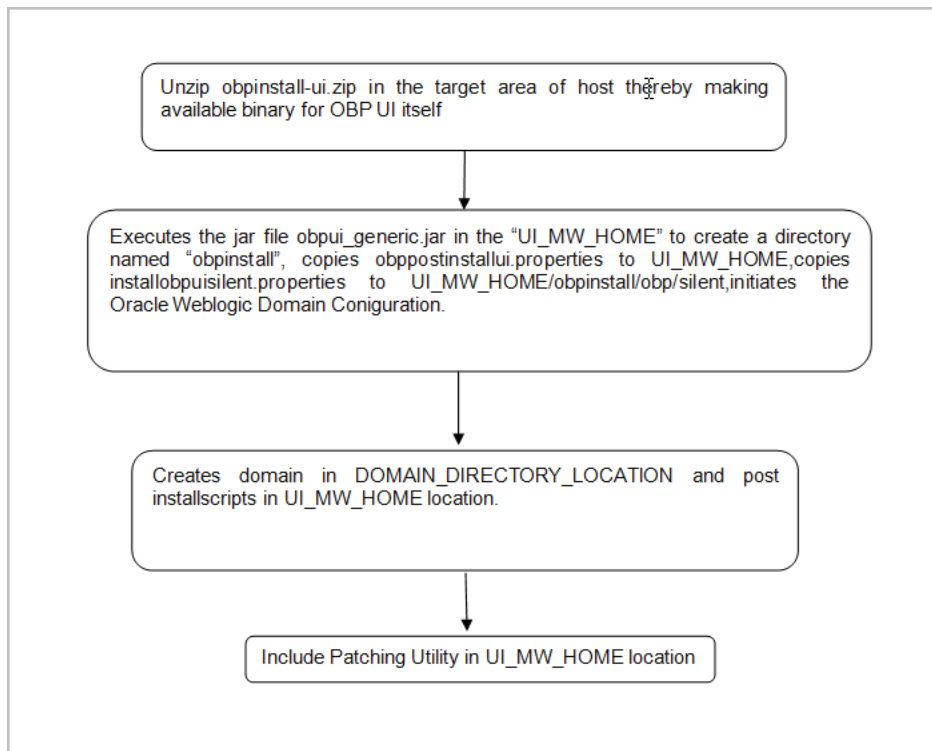 Unzip obpinstall-ui.zip in the target area of host thereby making
available binary for OBP UI itself
Executes the jar file obpui_generic.jar in the “UI_MW_HOME” to create a directory
named “obpinstall”, copies obppostinstallui.properties to UI_MW_HOME,copies
installobpuisilent.properties to UI_MW_HOME/obpinstall/obp/silent,initiates the
Oracle Weblogic Domain Coniguration.
Creates domain in DOMAIN_DIRECTORY_LOCATION and post
installscripts in UI_MW_HOME location.
Include Patching Utility in UI_MW_HOME location